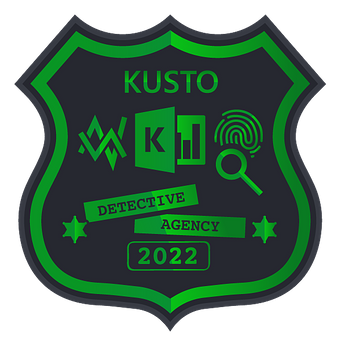 KUSTO
K
DETECTIVE
AGENCY
2022